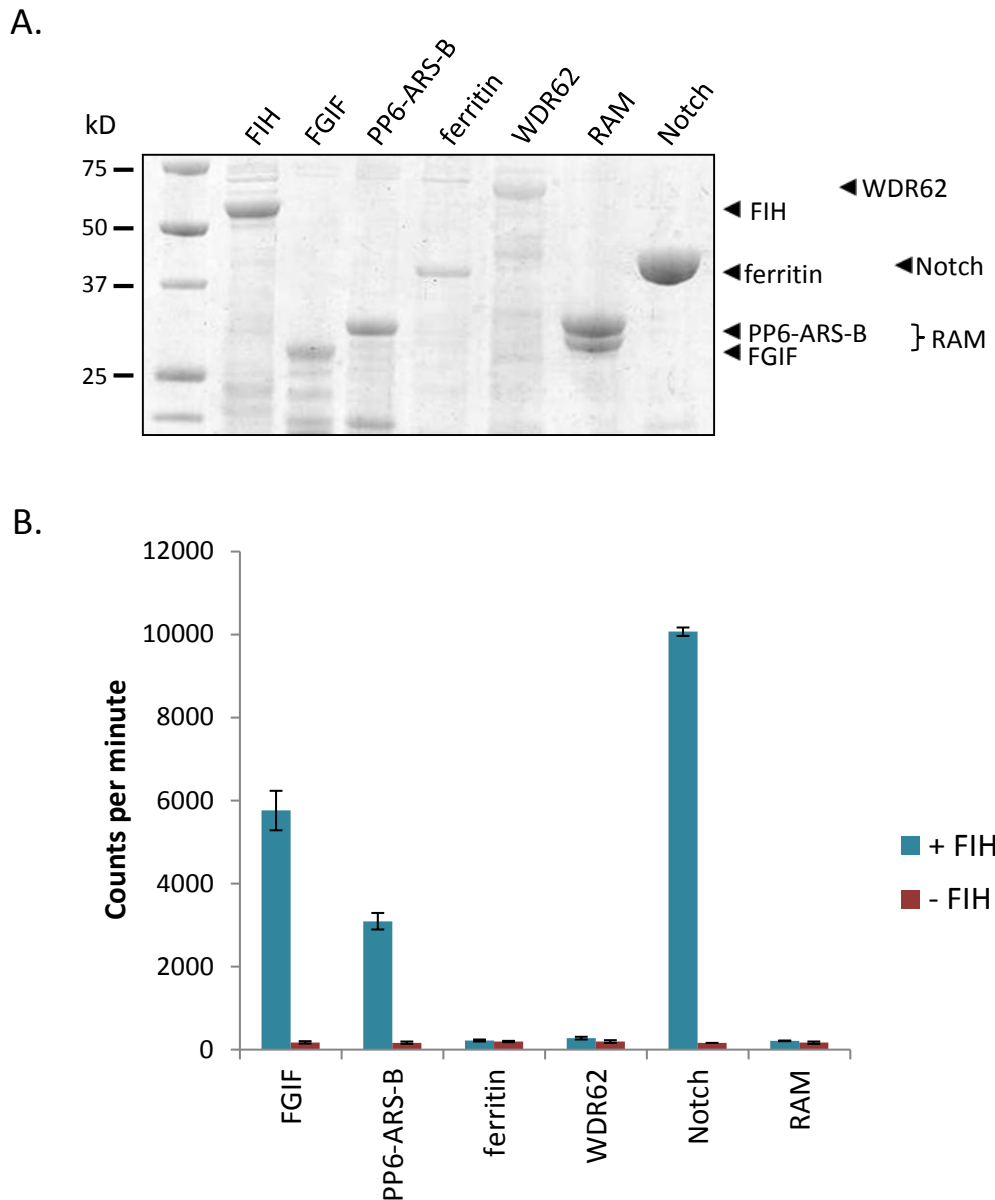 A.
kD
FIH
FGIF
PP6-ARS-B
ferritin
WDR62
RAM
Notch
75
50
37
25
WDR62
FIH
ferritin
Notch
PP6-ARS-B
RAM
FGIF
B.
12000
10000
8000
6000
4000
2000
0
Counts per minute
+ FIH
- FIH
FGIF
PP6-ARS-B
ferritin
WDR62
Notch
RAM